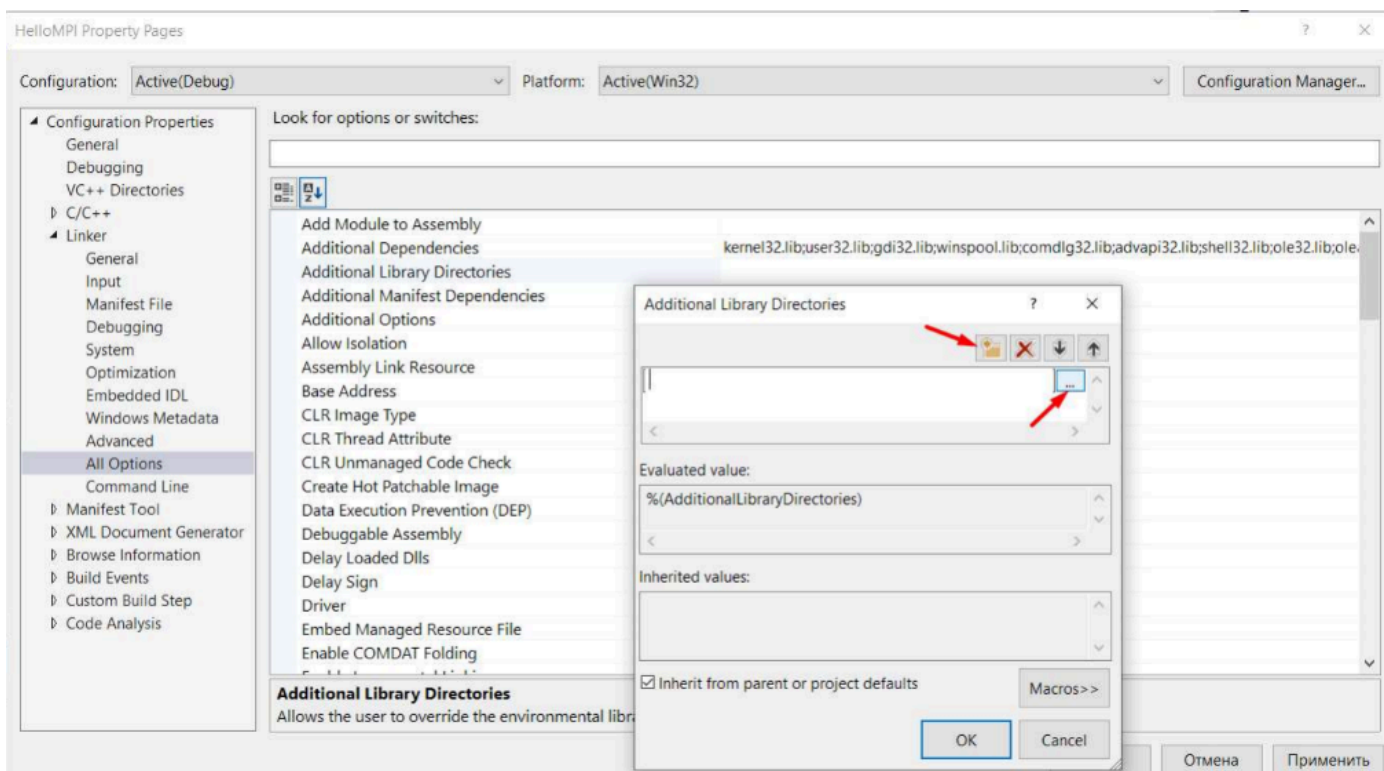 HelloMPI Property Pages
? ×
Configuration: Active(Debug) Platform: Active(Win32) Configuration Manager...
Configuration Properties
General
Debugging
VC++ Directories
C/C++
Linker
General
Input
Manifest File
Debugging
System
Optimization
Embedded IDL
Windows Metadata
Advanced
All Options
Command Line
Manifest Tool
XML Document Generator
Browse Information
Build Events
Custom Build Step
Code Analysis
Look for options or switches:
Add Module to Assembly
Additional Dependencies kernel32.lib;user32.lib;gdi32.lib;winspool.lib;comdlg32.lib;advapi32.lib;shell32.lib;ole32.lib;ole
Additional Library Directories
Additional Manifest Dependencies
Additional Options
Allow Isolation
Assembly Link Resource
Base Address
CLR Image Type
CLR Thread Attribute
CLR Unmanaged Code Check
Create Hot Patchable Image
Data Execution Prevention (DEP)
Debuggable Assembly
Delay Loaded Dlls
Delay Sign
Driver
Embed Managed Resource File
Enable COMDAT Folding
Additional Library Directories
Allows the user to override the environmental
Additional Library Directories ? ×
...
Evaluated value:
%(AdditionalLibraryDirectories)
Inherited values:
Inherit from parent or project defaults
Macros>>
OK Cancel
Отмена Применить